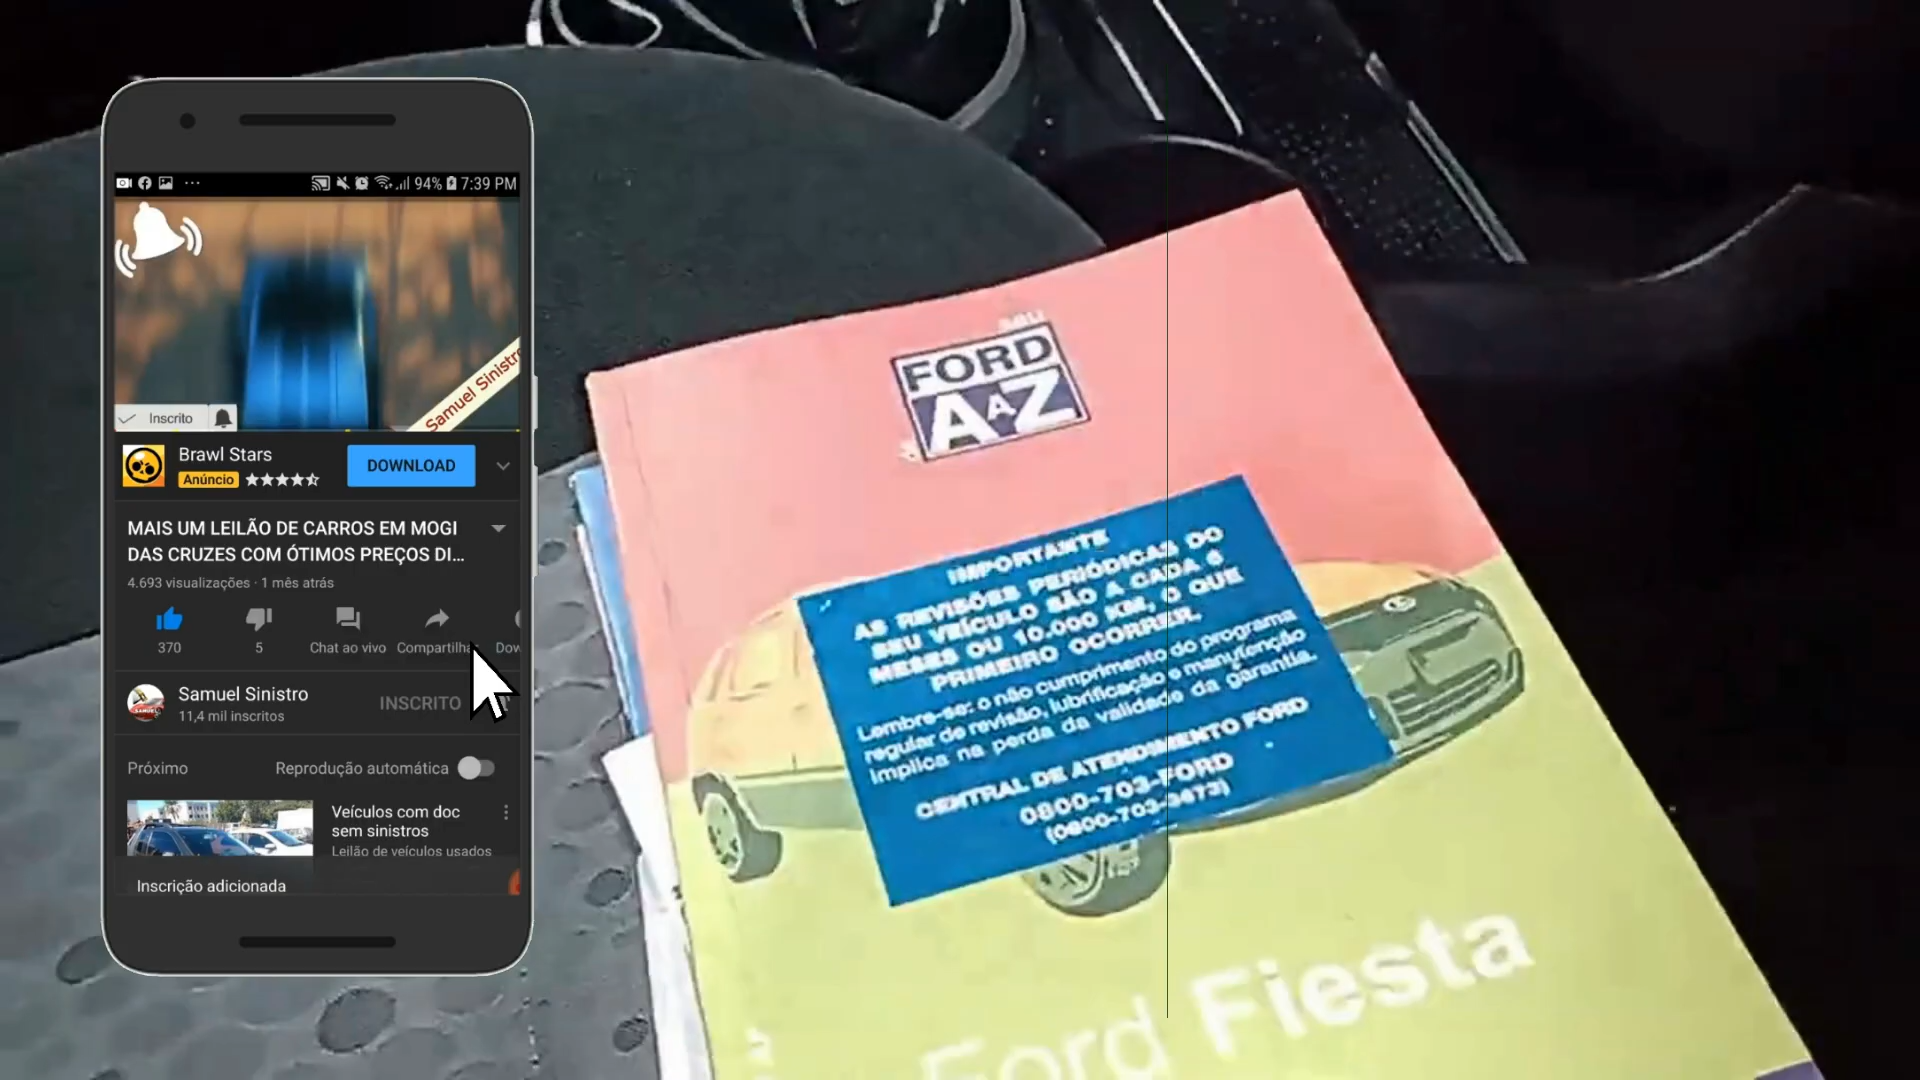 94% 7:39 PM
Samuel Sinistro
Inscrito
Brawl Stars
Anúncio
DOWNLOAD
MAIS UM LEILÃO DE CARROS EM MOGI
DAS CRUZES COM ÓTIMOS PREÇOS DI...
4.693 visualizações · 1 mês atrás
370
5
Chat ao vivo
Compartilha
Dow
Samuel Sinistro
11,4 mil inscritos
INSCRITO
Próximo
Reprodução automática
Veículos com doc
sem sinistros
Leilão de veículos usados
Inscrição adicionada
FORD
A A Z
IMPORTANTE
AS REVISÕES PERIÓDICAS DO
SEU VEÍCULO SÃO A CADA 6
MESES OU 10.000 KM, O QUE
PRIMEIRO OCORRER.
Lembre-se: o não cumprimento do programa
regular de revisão, lubrificação e manutenção
implica na perda da validade da garantia.
CENTRAL DE ATENDIMENTO FORD
0800-703-FORD
(0800-703-3673)
Ford Fiesta